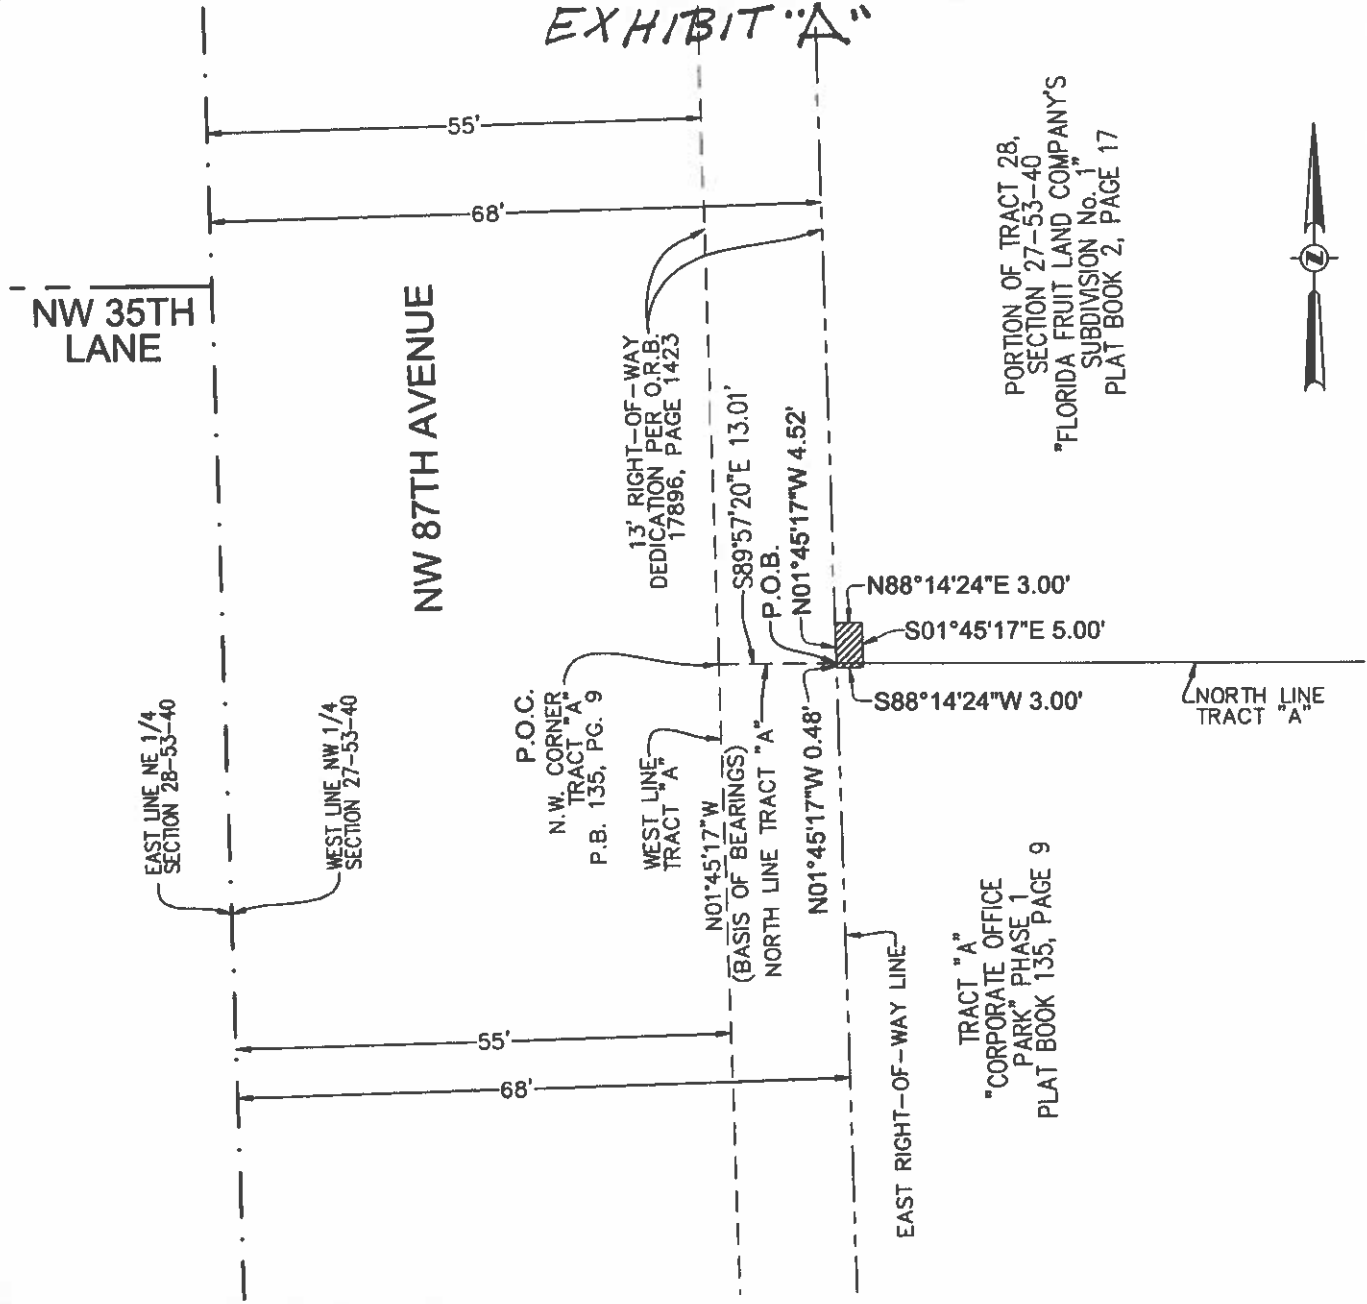 EXHIBIT "A"
55'
68'
NW 35TH
LANE
NW 87TH AVENUE
13' RIGHT-OF-WAY
DEDICATION PER O.R.B.
17896, PAGE 1423
PORTION OF TRACT 28,
SECTION 27-53-40
"FLORIDA FRUIT LAND COMPANY'S
SUBDIVISION No. 1"
PLAT BOOK 2, PAGE 17
N
S89°57'20"E 13.01'
P.O.B.
N01°45'17"W 4.52'
N88°14'24"E 3.00'
S01°45'17"E 5.00'
S88°14'24"W 3.00'
NORTH LINE
TRACT "A"
EAST LINE NE 1/4
SECTION 28-53-40
WEST LINE NW 1/4
SECTION 27-53-40
P.O.C.
N.W. CORNER
TRACT "A"
P.B. 135, PG. 9
WEST LINE
TRACT "A"
N01°45'17"W
(BASIS OF BEARINGS)
NORTH LINE TRACT "A"
N01°45'17"W 0.48'
55'
68'
EAST RIGHT-OF-WAY LINE
TRACT "A"
"CORPORATE OFFICE
PARK" PHASE 1
PLAT BOOK 135, PAGE 9